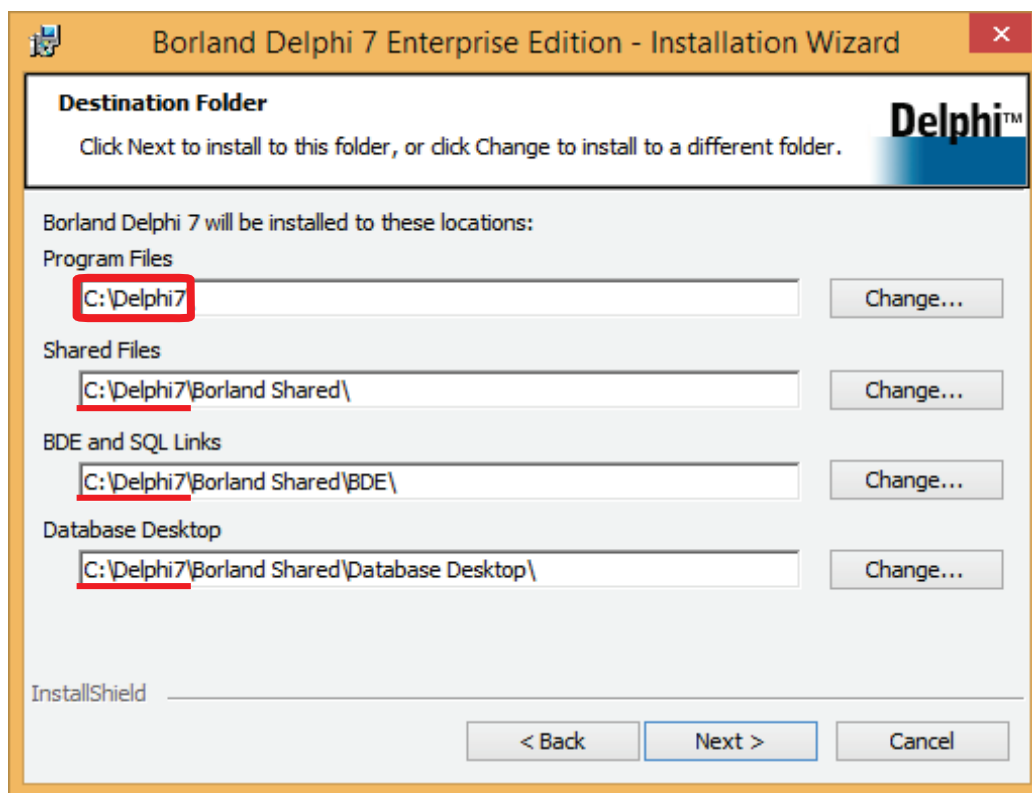 Borland Delphi 7 Enterprise Edition - Installation Wizard
Destination Folder
Click Next to install to this folder, or click Change to install to a different folder.
Delphi™
Borland Delphi 7 will be installed to these locations:
Program Files
C:\Delphi7
Change...
Shared Files
C:\Delphi7\Borland Shared\
Change...
BDE and SQL Links
C:\Delphi7\Borland Shared\BDE\
Change...
Database Desktop
C:\Delphi7\Borland Shared\Database Desktop\
Change...
InstallShield
< Back
Next >
Cancel